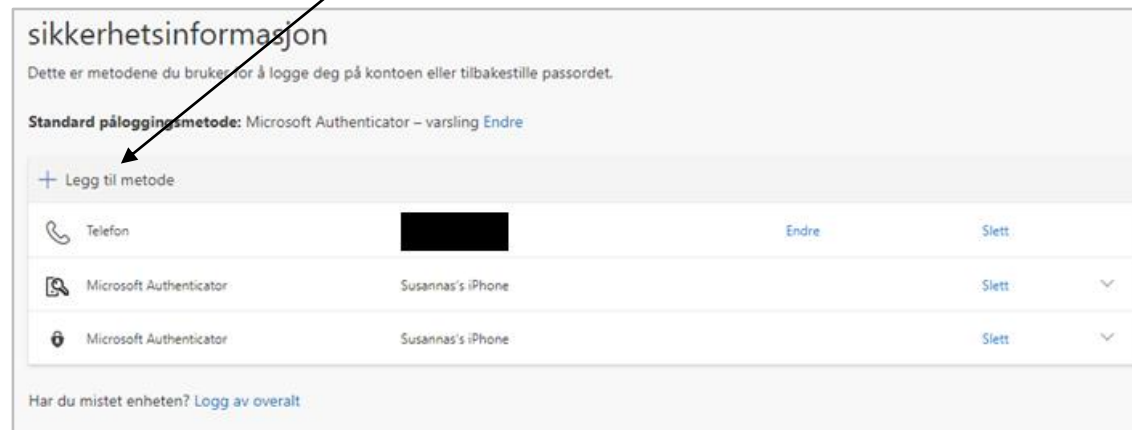 sikkerhetsinformasjon
Dette er metodene du bruker for å logge deg på kontoen eller tilbakestille passordet.
Standard påloggingsmetode: Microsoft Authenticator – varsling Endre
+ Legg til metode
Telefon Endre Slett
Microsoft Authenticator Susannas's iPhone Slett
Microsoft Authenticator Susannas's iPhone Slett
Har du mistet enheten? Logg av overalt